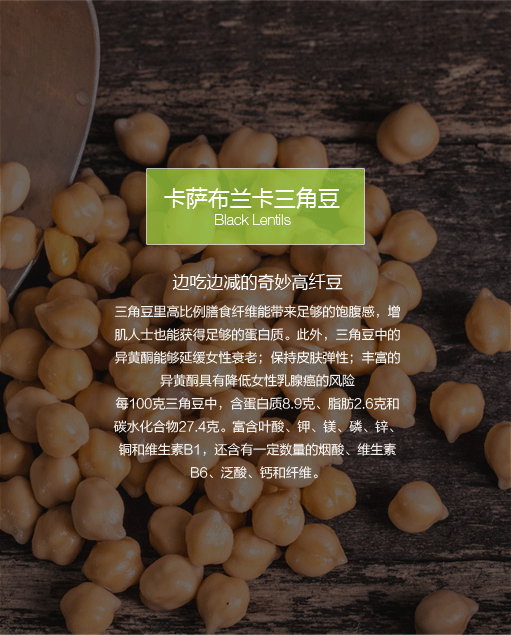 卡萨布兰卡三角豆
Black Lentils
边吃边减的奇妙高纤豆
三角豆里高比例膳食纤维能带来足够的饱腹感，增
肌人士也能获得足够的蛋白质。此外，三角豆中的
异黄酮能够延缓女性衰老；保持皮肤弹性；丰富的
异黄酮具有降低女性乳腺癌的风险
每100克三角豆中，含蛋白质8.9克、脂肪2.6克和
碳水化合物27.4克。富含叶酸、钾、镁、磷、锌、
铜和维生素B1，还含有一定数量的烟酸、维生素
B6、泛酸、钙和纤维。